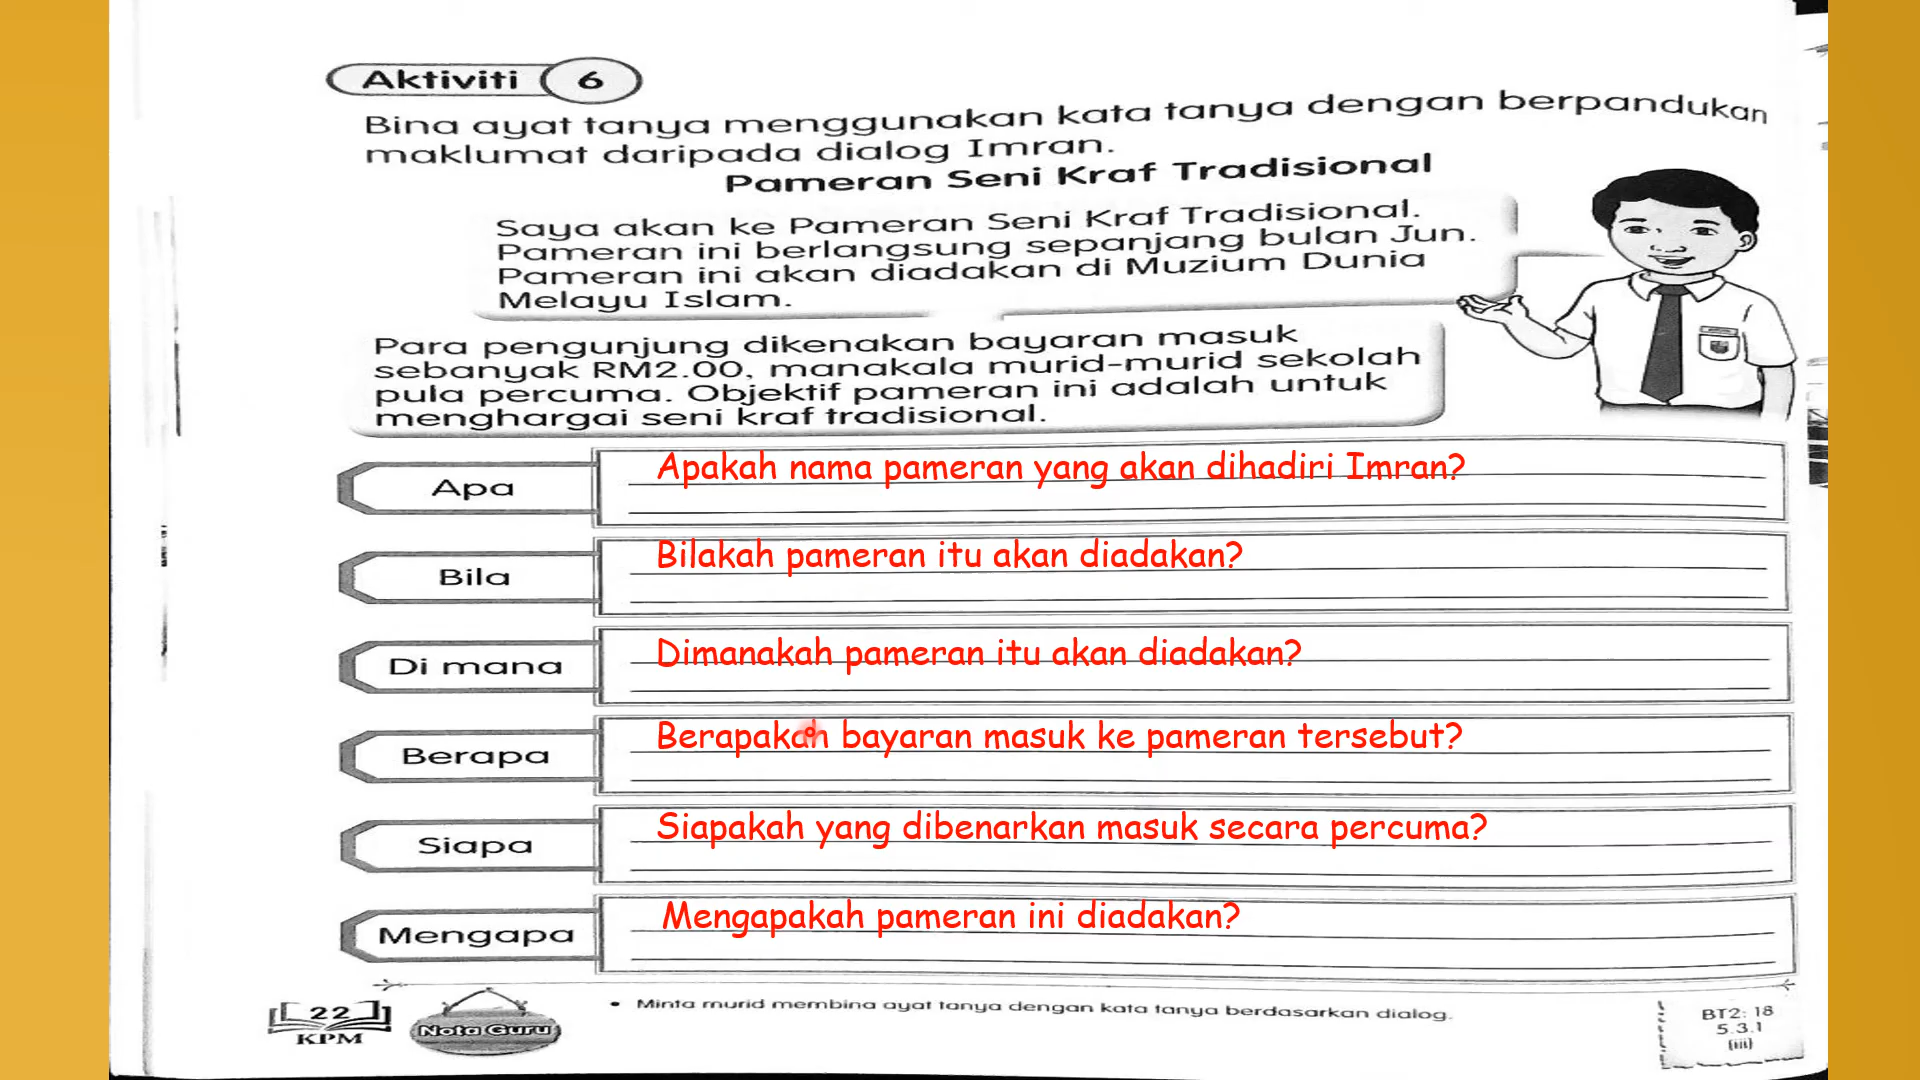 Aktiviti 6
Bina ayat tanya menggunakan kata tanya dengan berpandukan
maklumat daripada dialog Imran.
Pameran Seni Kraf Tradisional
Saya akan ke Pameran Seni Kraf Tradisional.
Pameran ini berlangsung sepanjang bulan Jun.
Pameran ini akan diadakan di Muzium Dunia
Melayu Islam.
Para pengunjung dikenakan bayaran masuk
sebanyak RM2.00, manakala murid-murid sekolah
pula percuma. Objektif pameran ini adalah untuk
menghargai seni kraf tradisional.
Apa
Apakah nama pameran yang akan dihadiri Imran?
Bila
Bilakah pameran itu akan diadakan?
Di mana
Dimanakah pameran itu akan diadakan?
Berapa
Berapakah bayaran masuk ke pameran tersebut?
Siapa
Siapakah yang dibenarkan masuk secara percuma?
Mengapa
Mengapakah pameran ini diadakan?
22
KPM
Nota Guru
• Minta murid membina ayat tanya dengan kata tanya berdasarkan dialog.
BT2: 18
5.3.1
(iii)